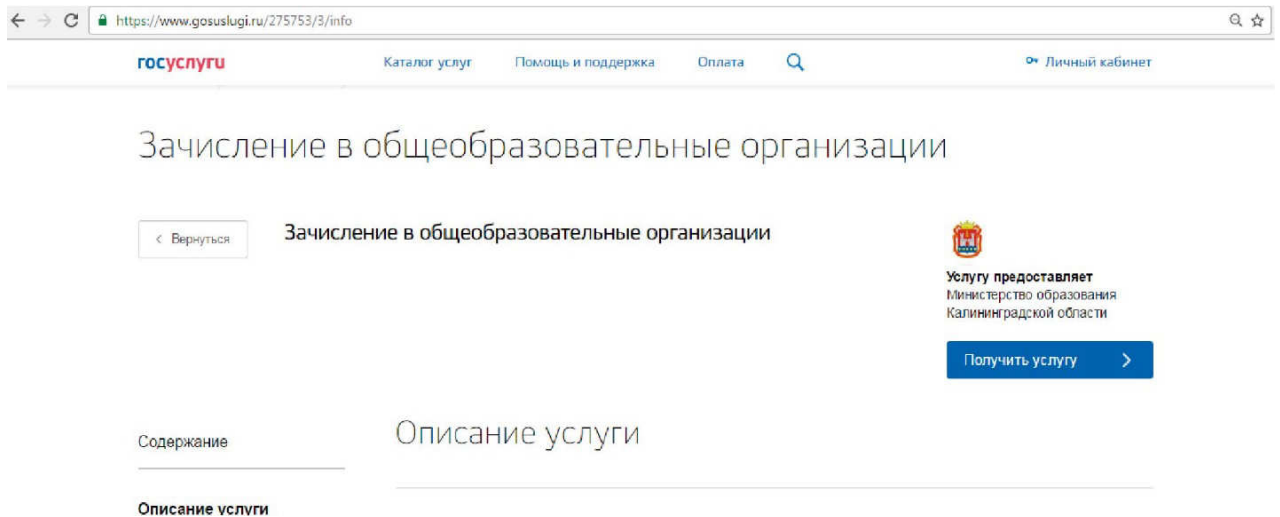 https://www.gosuslugi.ru/275753/3/info
госуслуги Каталог услуг Помощь и поддержка Оплата Личный кабинет
Зачисление в общеобразовательные организации
Вернуться Зачисление в общеобразовательные организации
Услугу предоставляет
Министерство образования
Калининградской области
Получить услугу
Содержание Описание услуги
Описание услуги